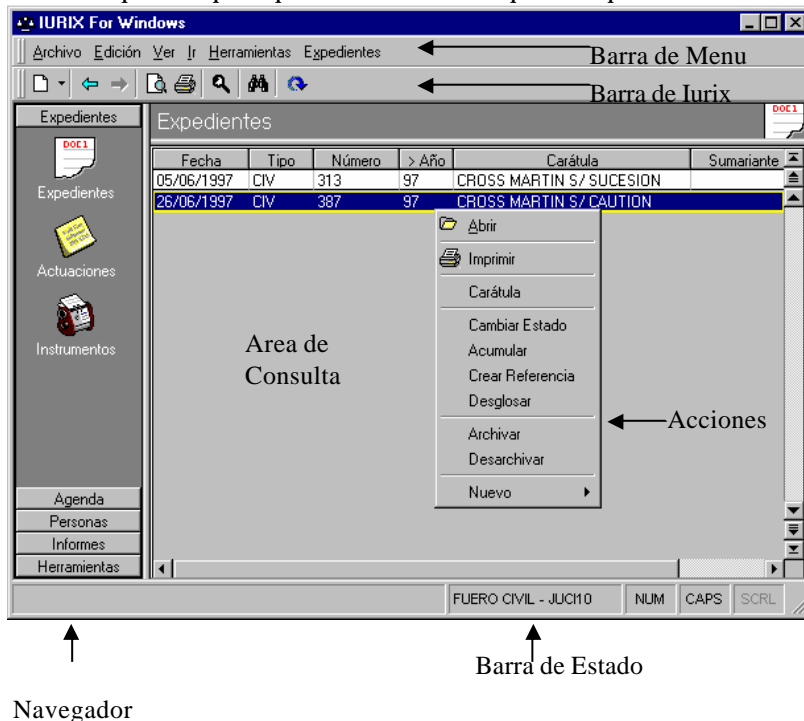 IURIX For Windows
Archivo Edición Ver Ir Herramientas Expedientes
Barra de Menu
Barra de Iurix
Expedientes
Expedientes
DOC1
DOC1
Expedientes
Actuaciones
Instrumentos
Fecha Tipo Número > Año Carátula Sumariante
05/06/1997 CIV 313 97 CROSS MARTIN S/ SUCESION
26/06/1997 CIV 387 97 CROSS MARTIN S/ CAUTION
Abrir
Imprimir
Carátula
Cambiar Estado
Acumular
Crear Referencia
Desglosar
Archivar
Desarchivar
Nuevo
Area de
Consulta
Acciones
Agenda
Personas
Informes
Herramientas
FUERO CIVIL - JUCI10 NUM CAPS SCRL
Barra de Estado
Navegador